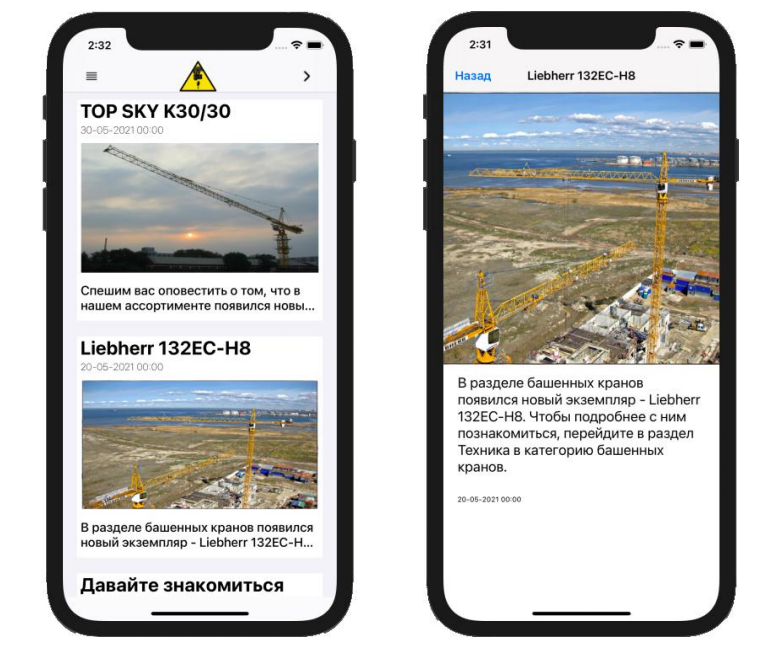 2:32
TOP SKY K30/30
30-05-2021 00:00
Спешим вас оповестить о том, что в
нашем ассортименте появился новы...
Liebherr 132EC-H8
20-05-2021 00:00
В разделе башенных кранов появился
новый экземпляр - Liebherr 132EC-H...
Давайте знакомиться
2:31
Назад
Liebherr 132EC-H8
В разделе башенных кранов
появился новый экземпляр - Liebherr
132EC-H8. Чтобы подробнее с ним
познакомиться, перейдите в раздел
Техника в категорию башенных
кранов.
20-05-2021 00:00